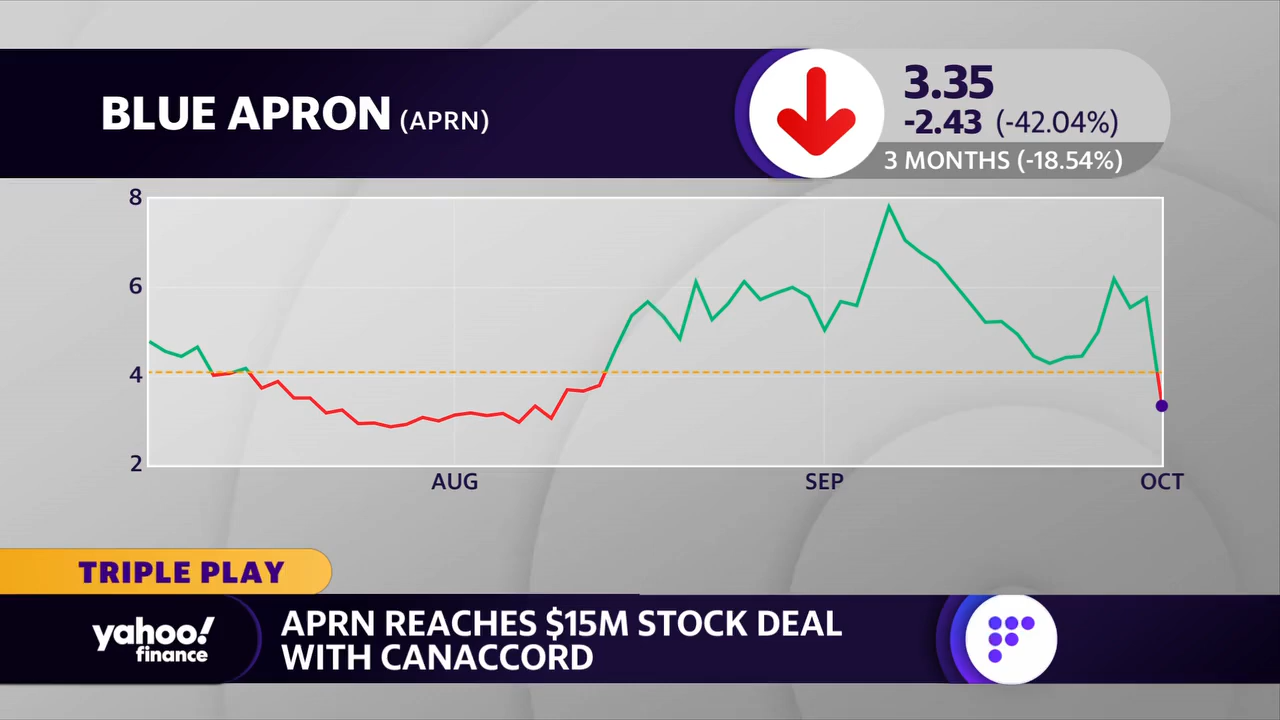 BLUE APRON (APRN)
3.35
-2.43 (-42.04%)
3 MONTHS (-18.54%)
8
6
4
2
AUG SEP OCT
TRIPLE PLAY
yahoo!
finance
APRN REACHES $15M STOCK DEAL
WITH CANACCORD